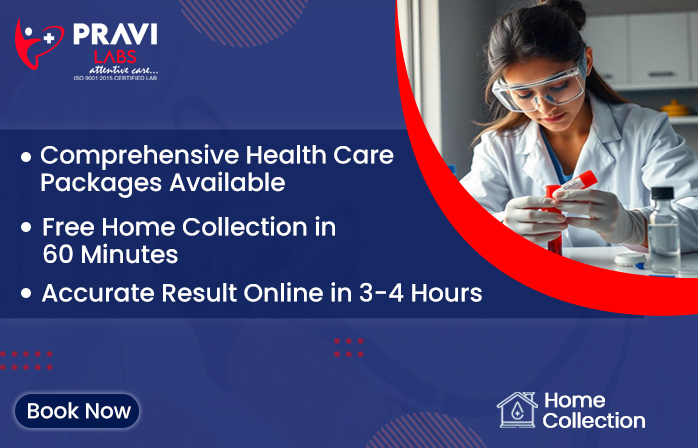 PRAVI
LABS
attentive care...
ISO 9001:2015 CERTIFIED LAB
• Comprehensive Health Care
Packages Available
• Free Home Collection in
60 Minutes
• Accurate Result Online in 3-4 Hours
Book Now
Home
Collection